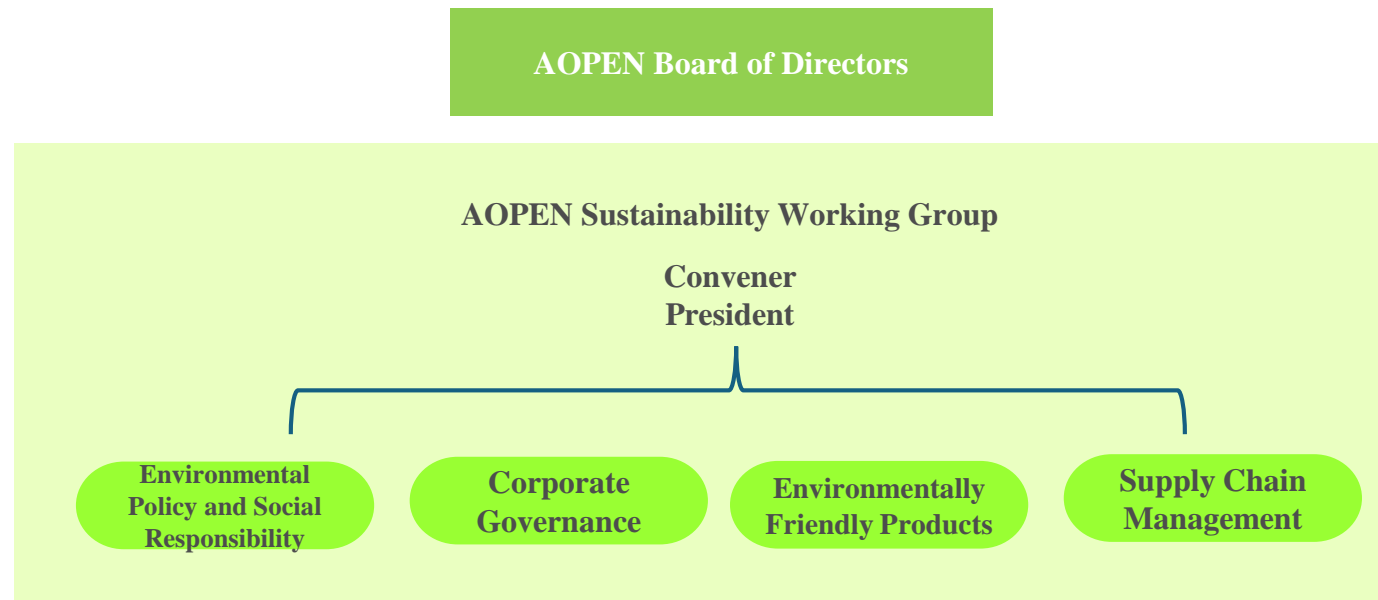 AOPEN Board of Directors
AOPEN Sustainability Working Group
Convener
President
Environmental
Policy and Social
Responsibility
Corporate
Governance
Environmentally
Friendly Products
Supply Chain
Management